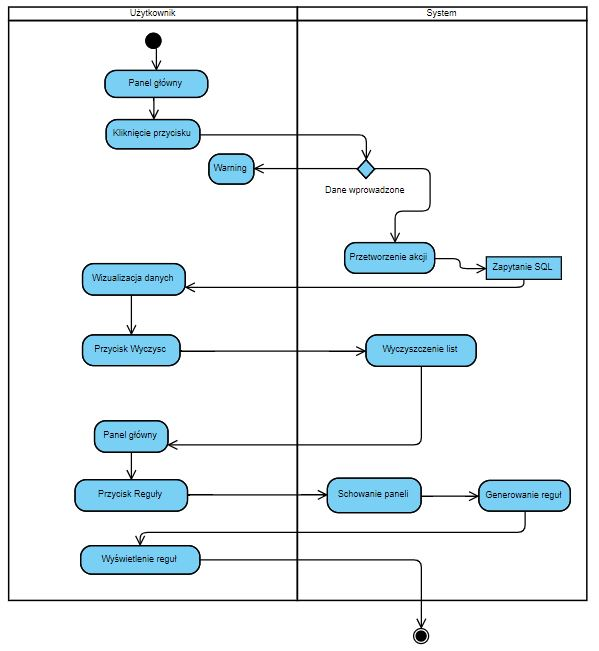 Użytkownik
System
Panel główny
Kliknięcie przycisku
Warning
Dane wprowadzone
Przetworzenie akcji
Zapytanie SQL
Wizualizacja danych
Przycisk Wyczysc
Wyczyszczenie list
Panel główny
Przycisk Reguły
Schowanie paneli
Generowanie reguł
Wyświetlenie reguł